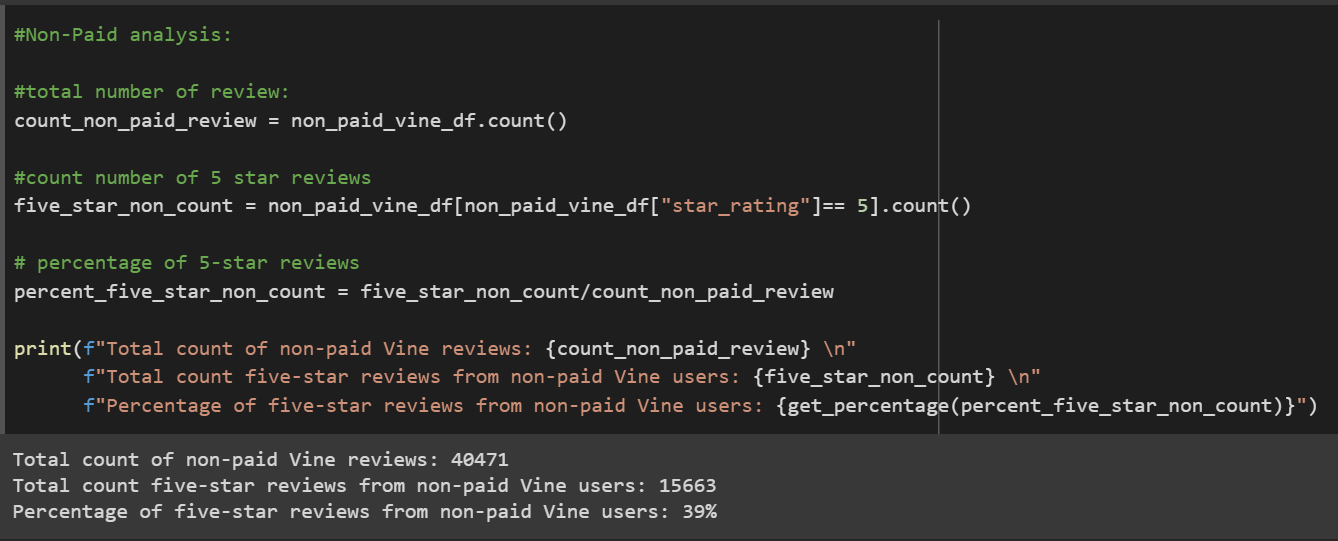 #Non-Paid analysis:
#total number of review:
count_non_paid_review = non_paid_vine_df.count()
#count number of 5 star reviews
five_star_non_count = non_paid_vine_df[non_paid_vine_df["star_rating"]== 5].count()
# percentage of 5-star reviews
percent_five_star_non_count = five_star_non_count/count_non_paid_review
print(f"Total count of non-paid Vine reviews: {count_non_paid_review} \n"
      f"Total count five-star reviews from non-paid Vine users: {five_star_non_count} \n"
      f"Percentage of five-star reviews from non-paid Vine users: {get_percentage(percent_five_star_non_count)}")
Total count of non-paid Vine reviews: 40471
Total count five-star reviews from non-paid Vine users: 15663
Percentage of five-star reviews from non-paid Vine users: 39%